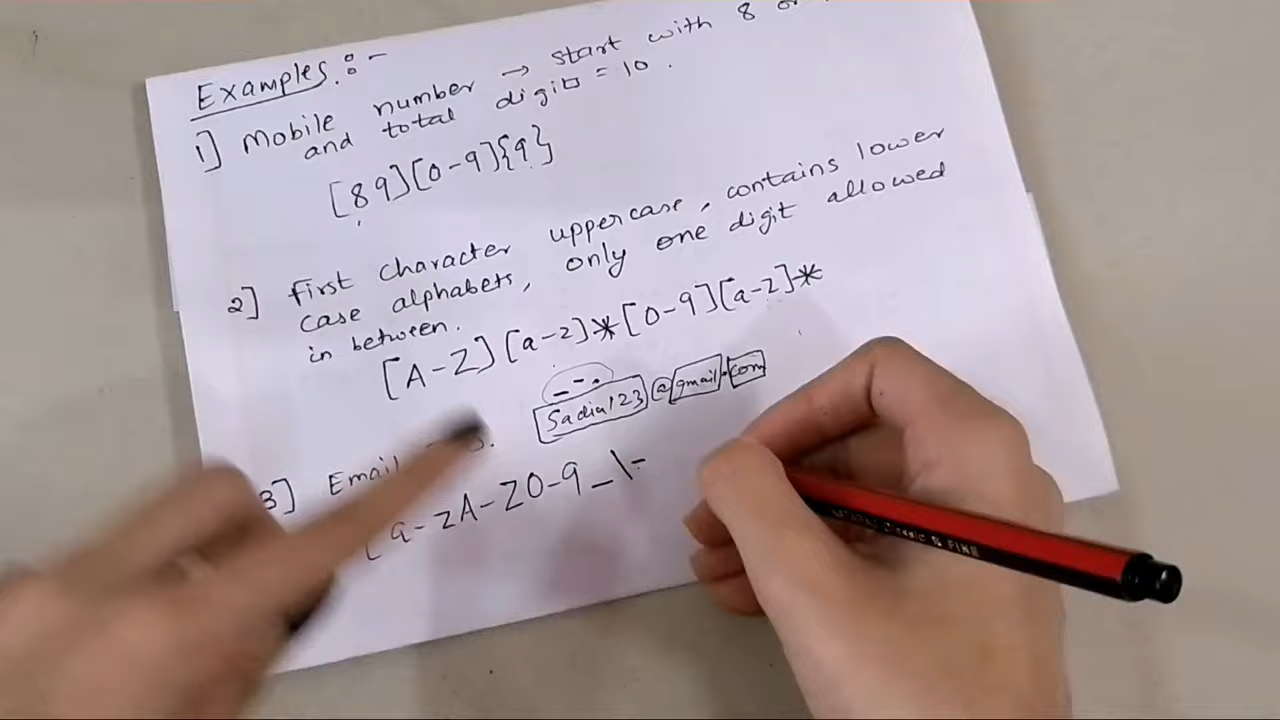 Examples :-
1] Mobile number → start with 8 or
and total digits = 10.
[89][0-9]{9}
2] First character uppercase, contains lower
case alphabets, only one digit allowed
in between.
[A-Z][a-z]*[0-9][a-z]*
--.
3] Email
Sadia123@gmail.com
[a-zA-Z0-9_\-
FINE